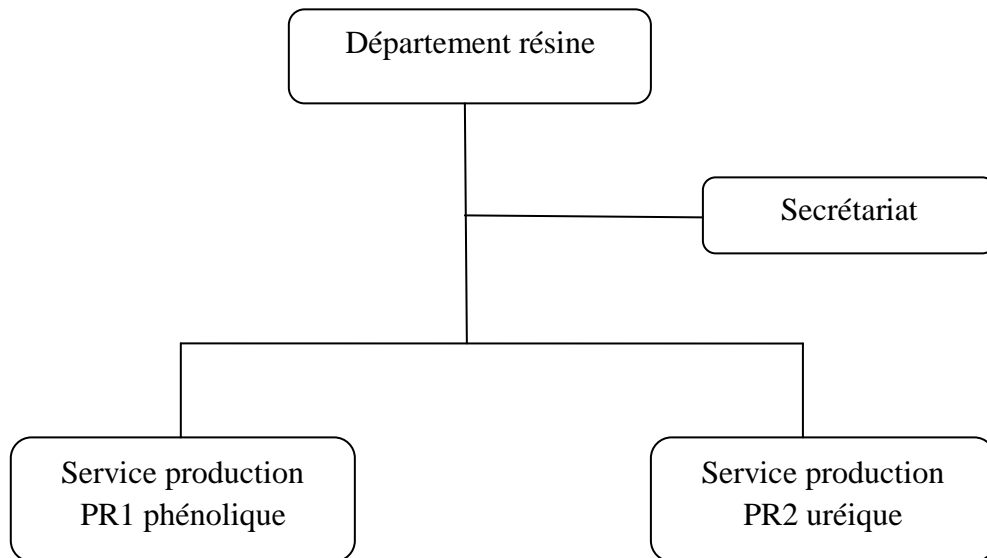 Département résine
Secrétariat
Service production
PR1 phénolique
Service production
PR2 uréique